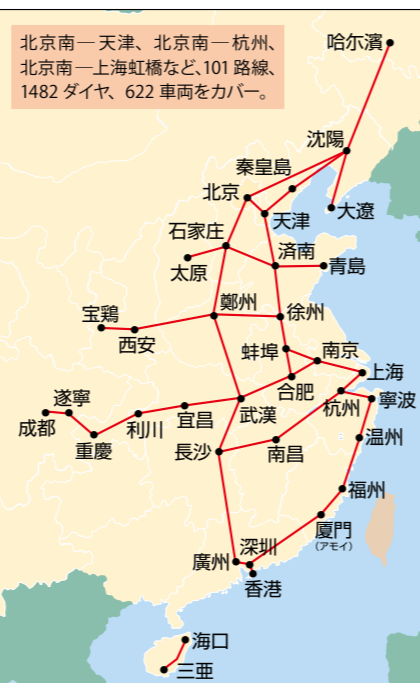 北京南―天津、北京南―杭州、
北京南―上海虹橋など、101 路線、
1482 ダイヤ、622 車両をカバー。
哈尔濱
沈陽
秦皇島
北京
天津
大遼
石家庄
済南
太原
青島
宝鶏
鄭州
徐州
西安
蚌埠
南京
上海
合肥
遂寧
成都
宜昌
武漢
杭州
寧波
重慶
利川
長沙
南昌
温州
福州
厦門
(アモイ)
廣州
深圳
香港
海口
三亜